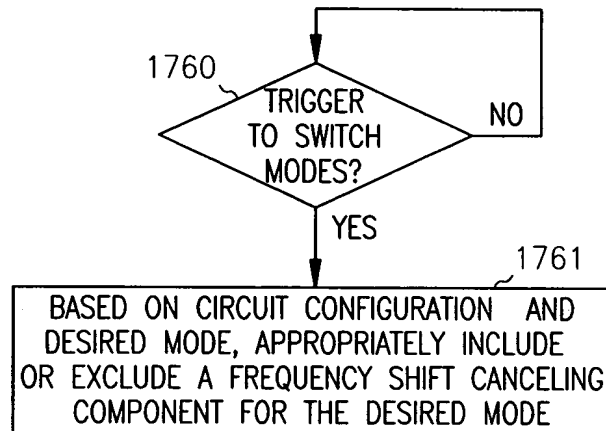 1760
TRIGGER
TO SWITCH
MODES?
NO
YES
1761
BASED ON CIRCUIT CONFIGURATION AND
DESIRED MODE, APPROPRIATELY INCLUDE
OR EXCLUDE A FREQUENCY SHIFT CANCELING
COMPONENT FOR THE DESIRED MODE